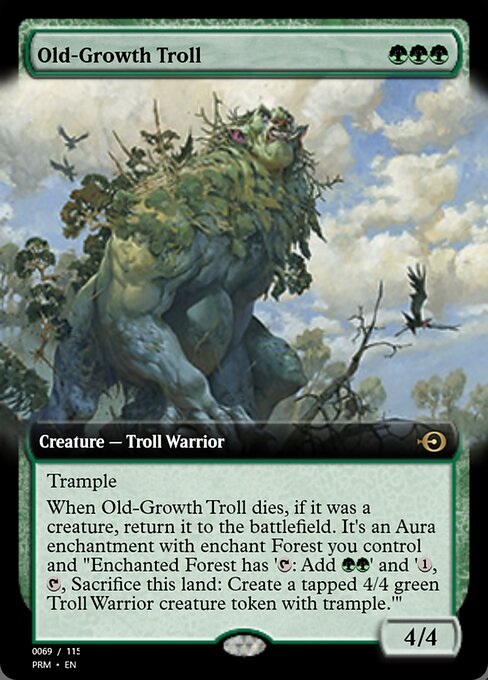 Old-Growth Troll
Creature — Troll Warrior
Trample
When Old-Growth Troll dies, if it was a
creature, return it to the battlefield. It's an Aura
enchantment with enchant Forest you control
and "Enchanted Forest has ': Add ' and '1,
, Sacrifice this land: Create a tapped 4/4 green
Troll Warrior creature token with trample.'"
4/4
0069 / 115
PRM • EN